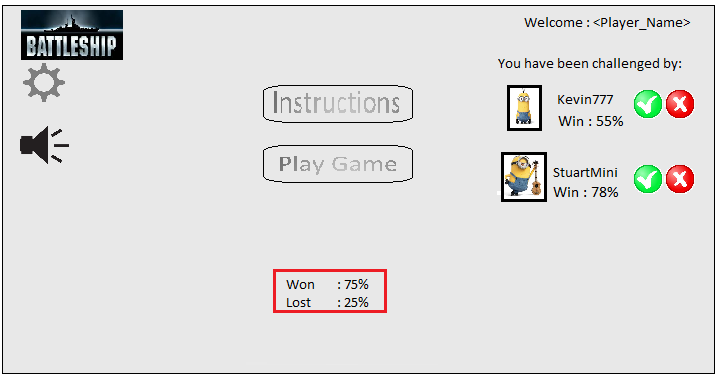 BATTLESHIP
Welcome : <Player_Name>
You have been challenged by:
Kevin777
Win : 55%
StuartMini
Win : 78%
Instructions
Play Game
Won : 75%
Lost : 25%